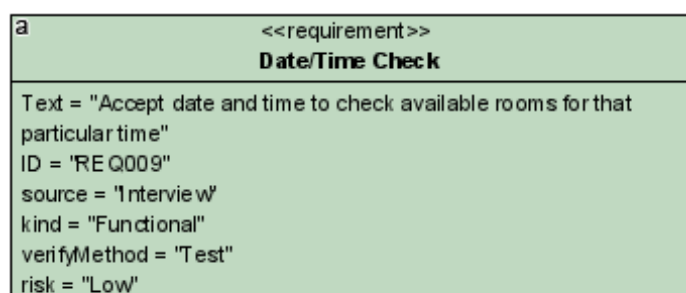 a
<<requirement>>
Date/Time Check
Text = "Accept date and time to check available rooms for that
particular time"
ID = "REQ009"
source = "Interview"
kind = "Functional"
verifyMethod = "Test"
risk = "Low"